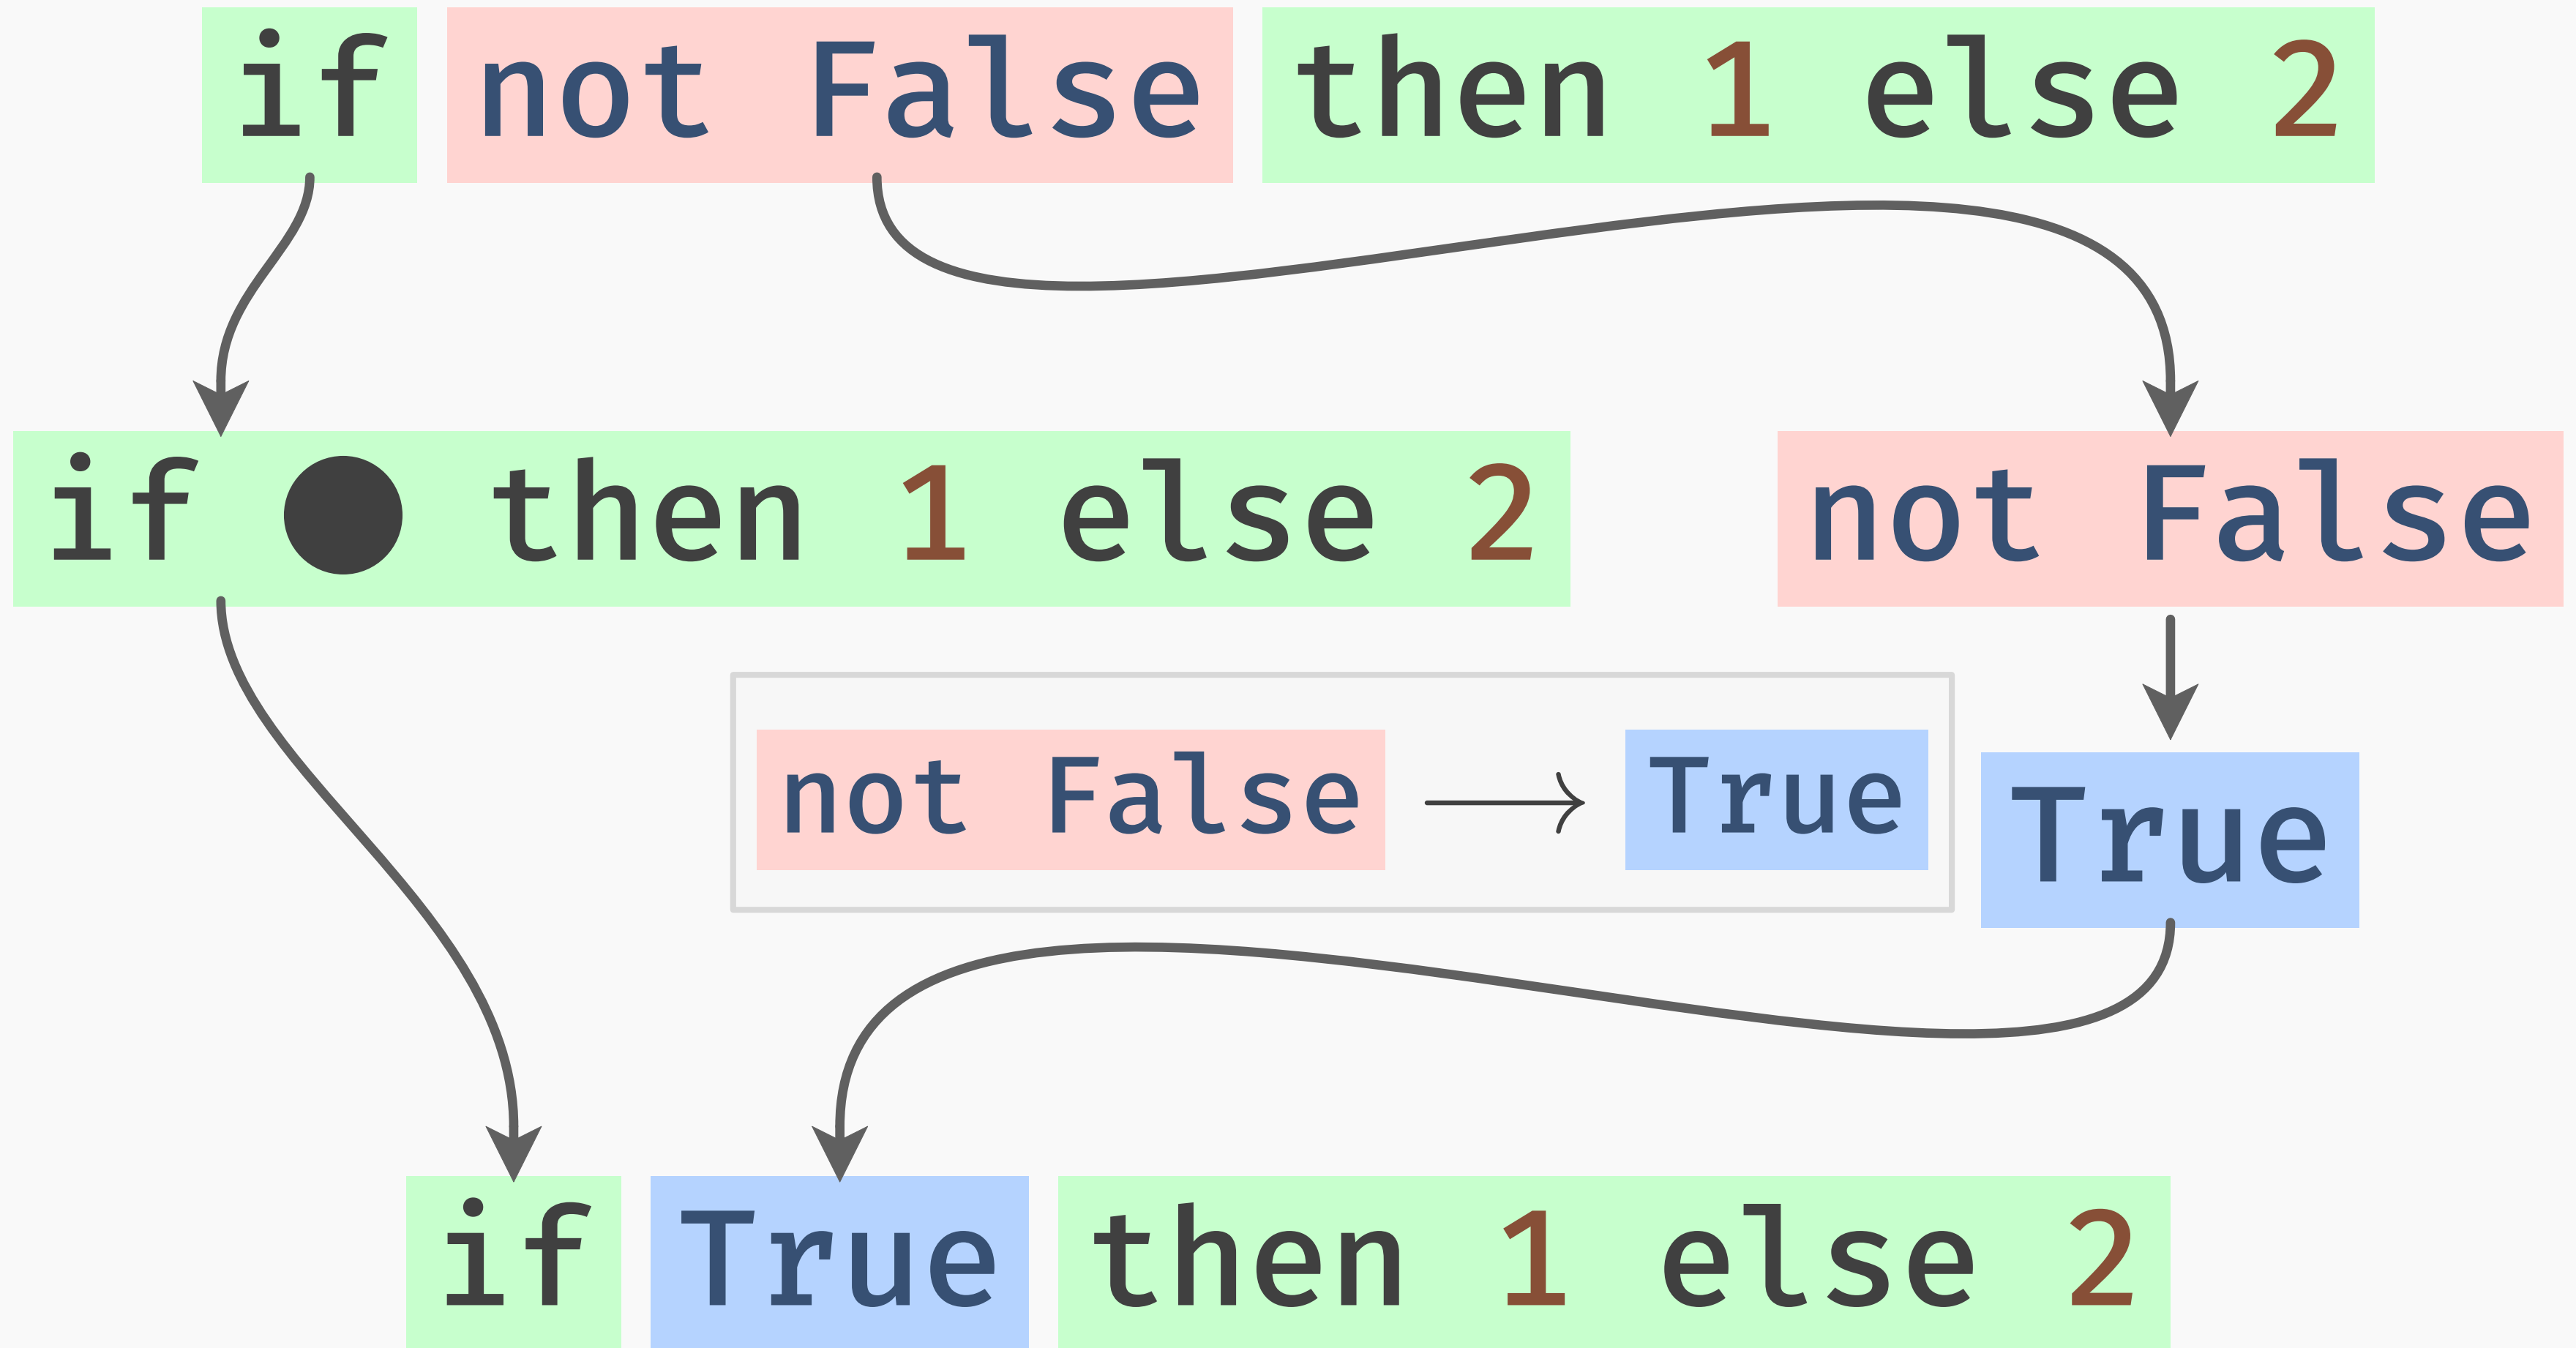 if not False then 1 else 2
if ● then 1 else 2 not False
not False ⟶ True
True
if True then 1 else 2